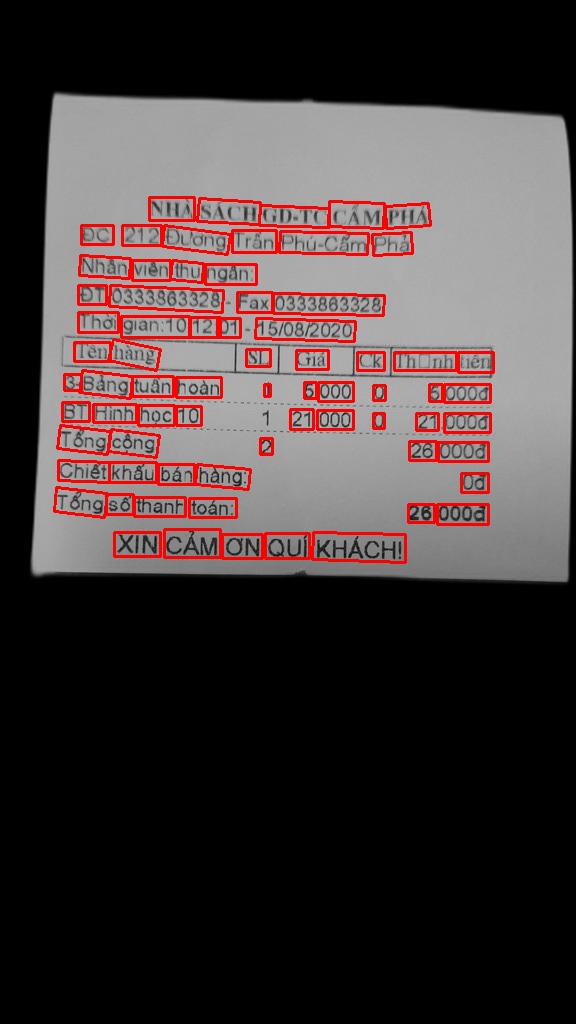 NHÀ SÁCH GD-TC CẨM PHẢ
ĐC 212 Đường Trần Phú-Cẩm Phả
Nhân viên thu ngân:
ĐT 0333863328 - Fax 0333863328
Thời gian:10 12 01 - 15/08/2020
Tên hàng SL Giá Ck Th□nh tiền
3-Bảng tuần hoàn 1 5 000 0 5 000đ
BT Hình học 10 1 21 000 0 21 000đ
Tổng cộng 2 26 000đ
Chiết khấu bán hàng: 0đ
Tổng số thanh toán: 26 000đ
XIN CẢM ƠN QUÍ KHÁCH!